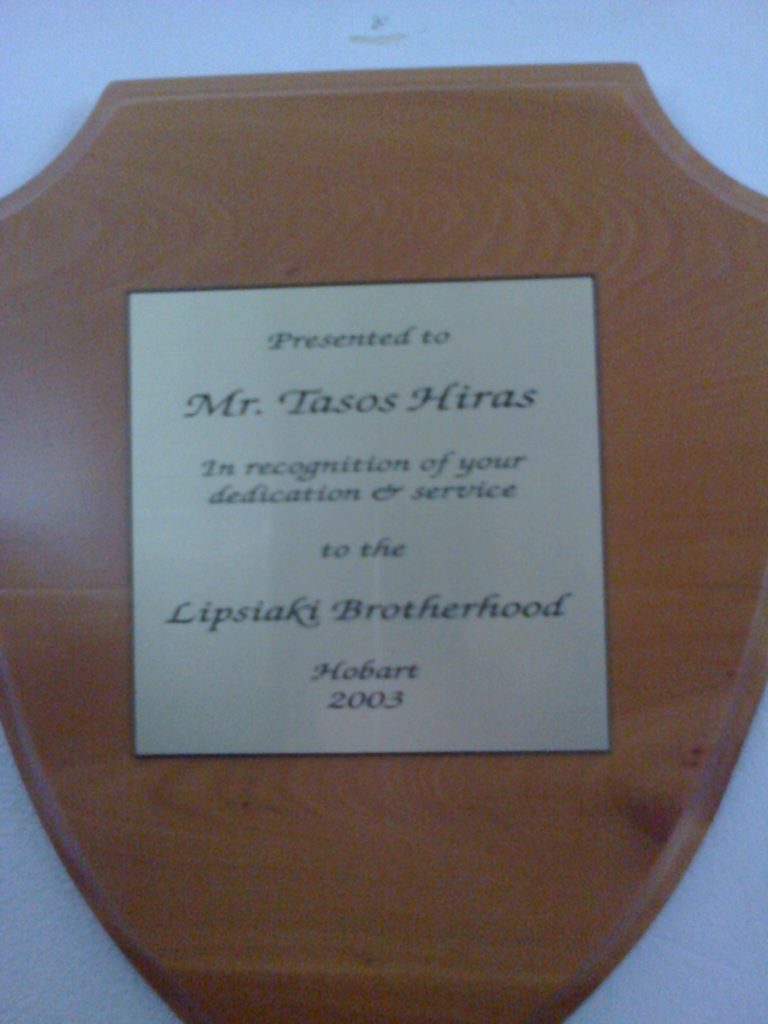 Presented to
Mr. Tasos Hiras
In recognition of your
dedication & service
to the
Lipsiaki Brotherhood
Hobart
2003